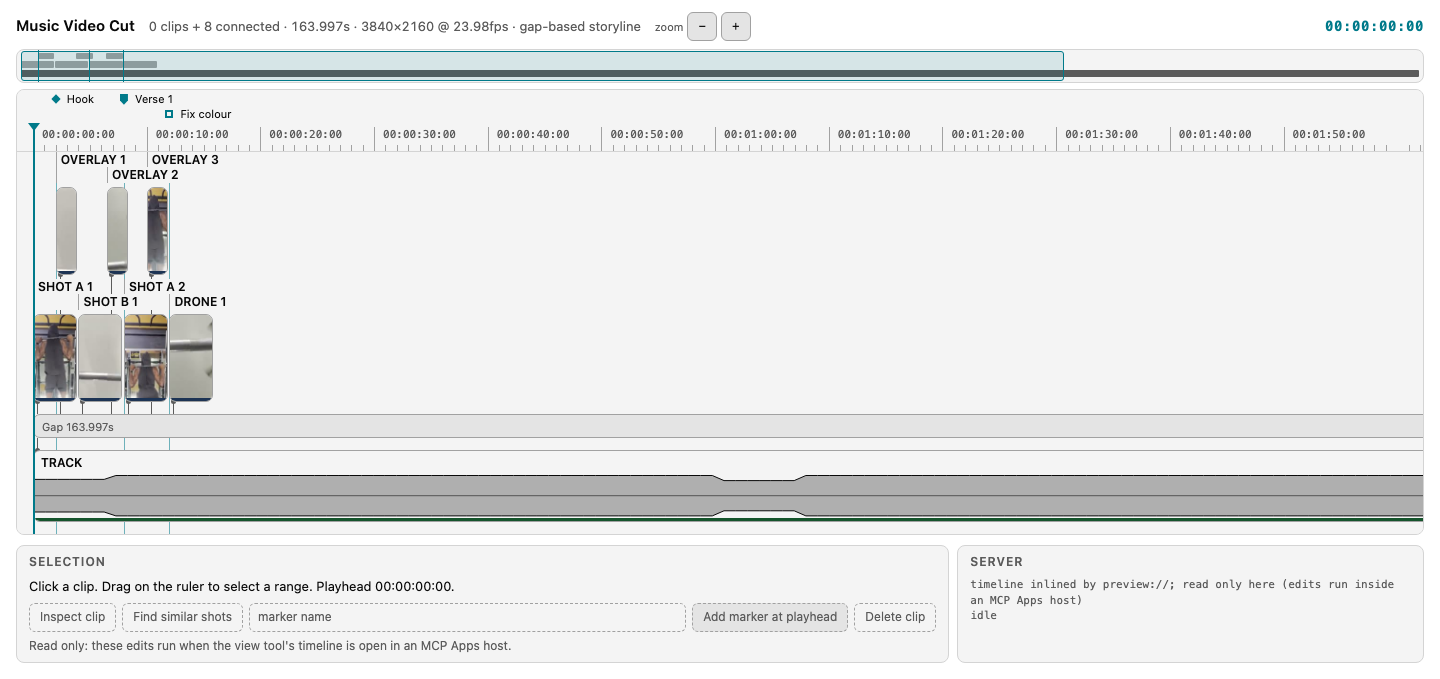 Music Video Cut 0 clips + 8 connected · 163.997s · 3840×2160 @ 23.98fps · gap-based storyline zoom − + 00:00:00:00
Hook Verse 1
Fix colour
00:00:00:00 00:00:10:00 00:00:20:00 00:00:30:00 00:00:40:00 00:00:50:00 00:01:00:00 00:01:10:00 00:01:20:00 00:01:30:00 00:01:40:00 00:01:50:00
OVERLAY 1 OVERLAY 3
OVERLAY 2
SHOT A 1 SHOT A 2
SHOT B 1 DRONE 1
Gap 163.997s
TRACK
SELECTION
Click a clip. Drag on the ruler to select a range. Playhead 00:00:00:00.
Inspect clip Find similar shots marker name Add marker at playhead Delete clip
Read only: these edits run when the view tool's timeline is open in an MCP Apps host.
SERVER
timeline inlined by preview://; read only here (edits run inside
an MCP Apps host)
idle